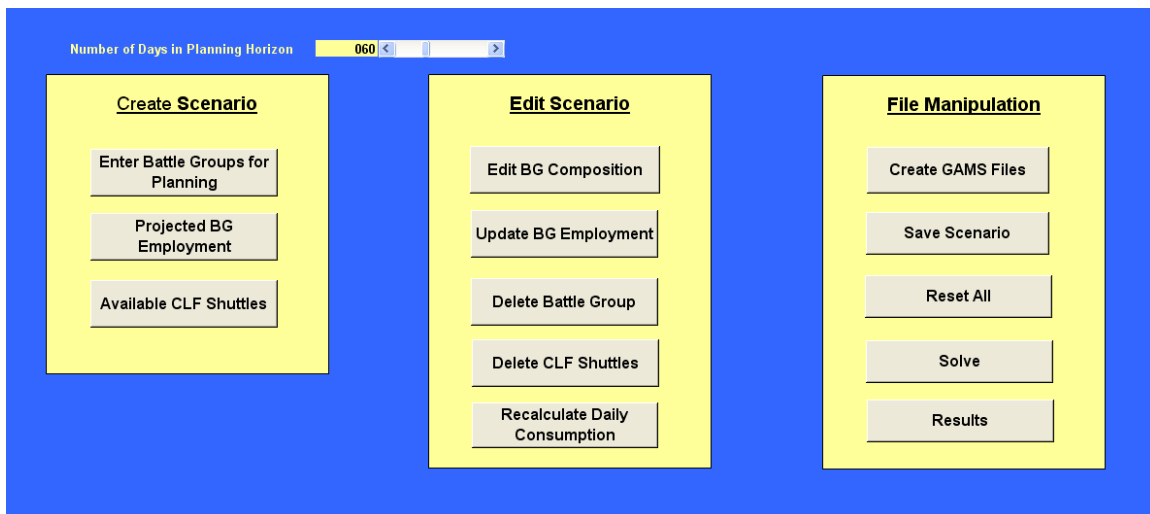 Number of Days in Planning Horizon 060
Create Scenario
Enter Battle Groups for
Planning
Projected BG
Employment
Available CLF Shuttles
Edit Scenario
Edit BG Composition
Update BG Employment
Delete Battle Group
Delete CLF Shuttles
Recalculate Daily
Consumption
File Manipulation
Create GAMS Files
Save Scenario
Reset All
Solve
Results